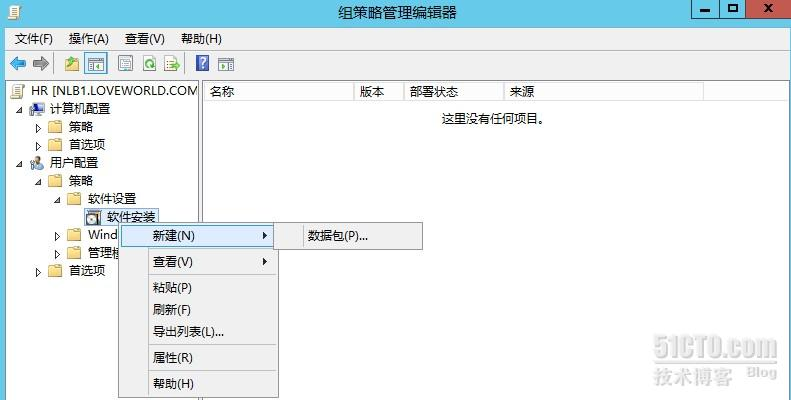 组策略管理编辑器
文件(F) 操作(A) 查看(V) 帮助(H)
HR [NLB1.LOVEWORLD.COM
计算机配置
策略
首选项
用户配置
策略
软件设置
软件安装
Wind
管理模
首选项
名称 版本 部署状态 来源
这里没有任何项目。
新建(N)
查看(V)
粘贴(P)
刷新(F)
导出列表(L)...
属性(R)
帮助(H)
数据包(P)...
51CTO.com
技术博客 Blog